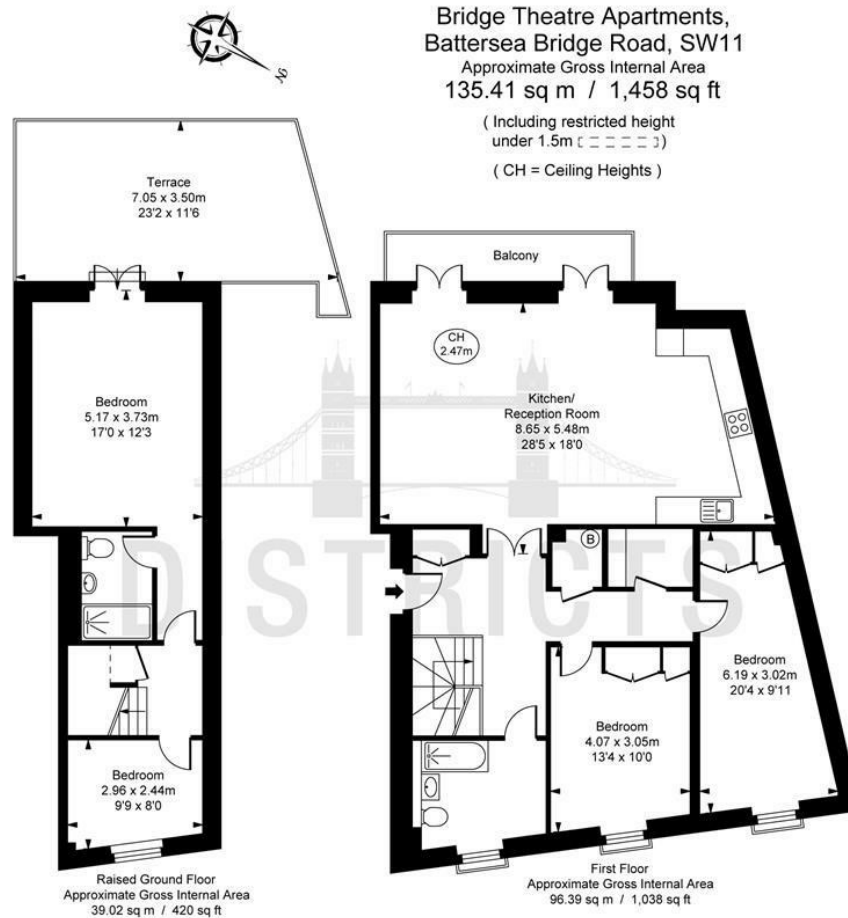 Bridge Theatre Apartments,
Battersea Bridge Road, SW11
Approximate Gross Internal Area
135.41 sq m / 1,458 sq ft
( Including restricted height
under 1.5m )
( CH = Ceiling Heights )
N
Terrace
7.05 x 3.50m
23'2 x 11'6
Balcony
CH
2.47m
Bedroom
5.17 x 3.73m
17'0 x 12'3
Kitchen/
Reception Room
8.65 x 5.48m
28'5 x 18'0
B
D STRICTS
Bedroom
6.19 x 3.02m
20'4 x 9'11
Bedroom
4.07 x 3.05m
13'4 x 10'0
Bedroom
2.96 x 2.44m
9'9 x 8'0
Raised Ground Floor
Approximate Gross Internal Area
39.02 sq m / 420 sq ft
First Floor
Approximate Gross Internal Area
96.39 sq m / 1,038 sq ft